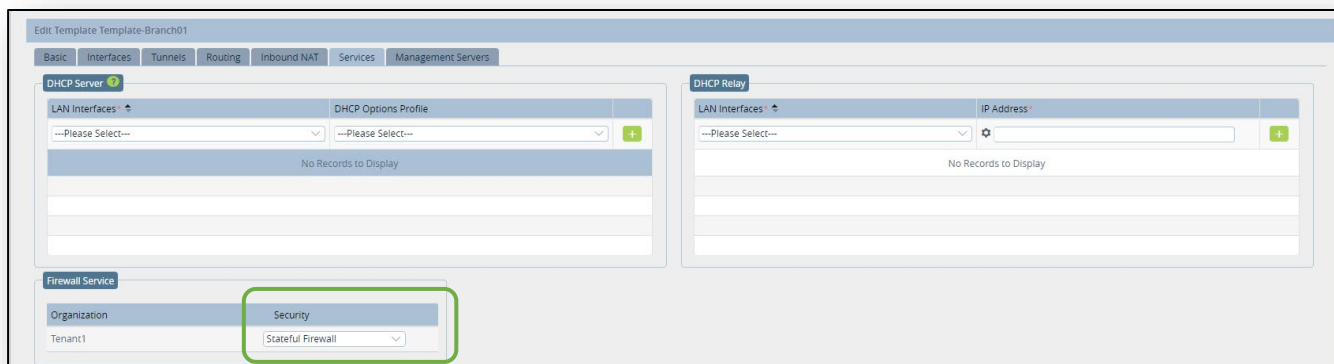 Edit Template Template-Branch01
Basic Interfaces Tunnels Routing Inbound NAT Services Management Servers
DHCP Server ?
LAN Interfaces* DHCP Options Profile
---Please Select--- ---Please Select--- +
No Records to Display
DHCP Relay
LAN Interfaces* IP Address*
---Please Select--- +
No Records to Display
Firewall Service
Organization Security
Tenant1 Stateful Firewall